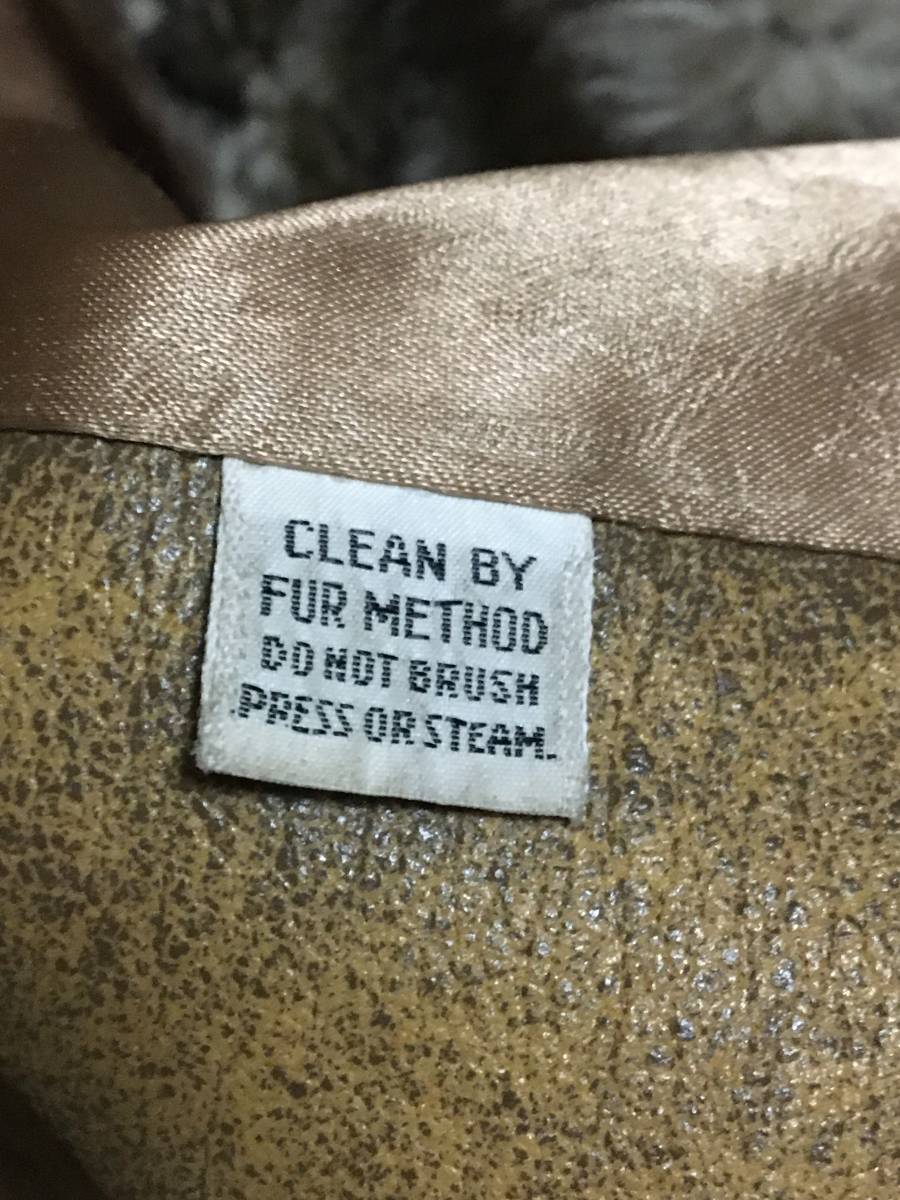 CLEAN BY
FUR METHOD
DO NOT BRUSH
PRESS OR STEAM.